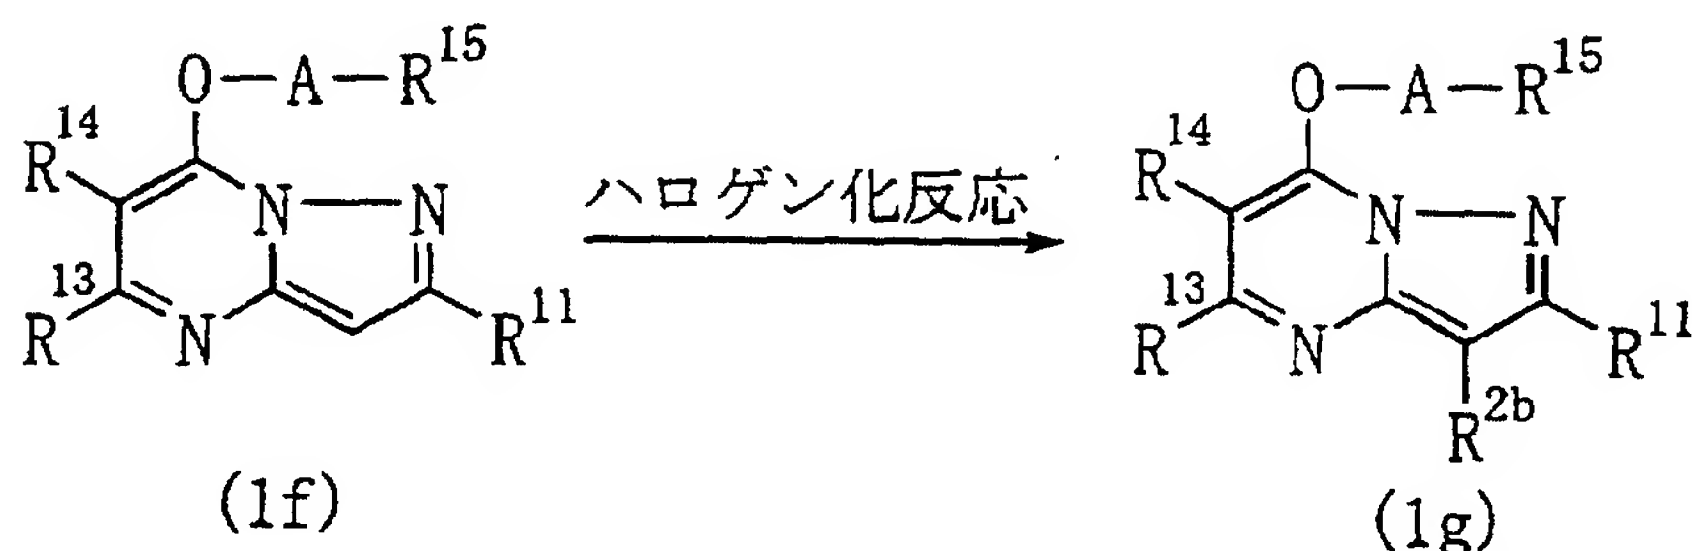 O—A—R15
R14
N—N
R13
N
R11
(1f)
ハロゲン化反応
O—A—R15
R14
N—N
R13
N
R11
R2b
(1g)